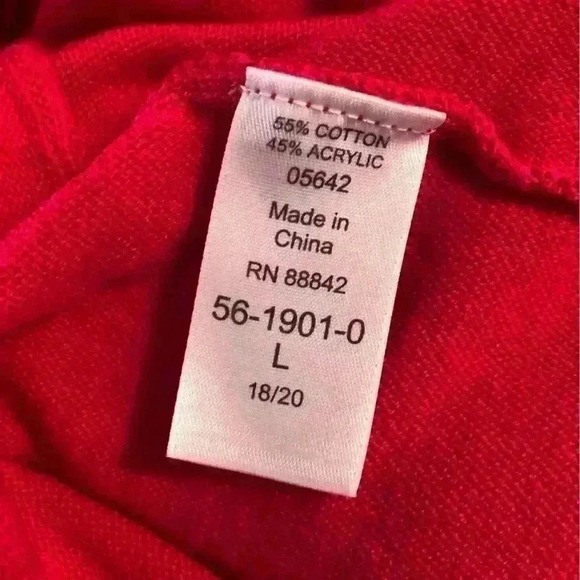 55% COTTON
45% ACRYLIC
05642
Made in
China
RN 88842
56-1901-0
L
18/20